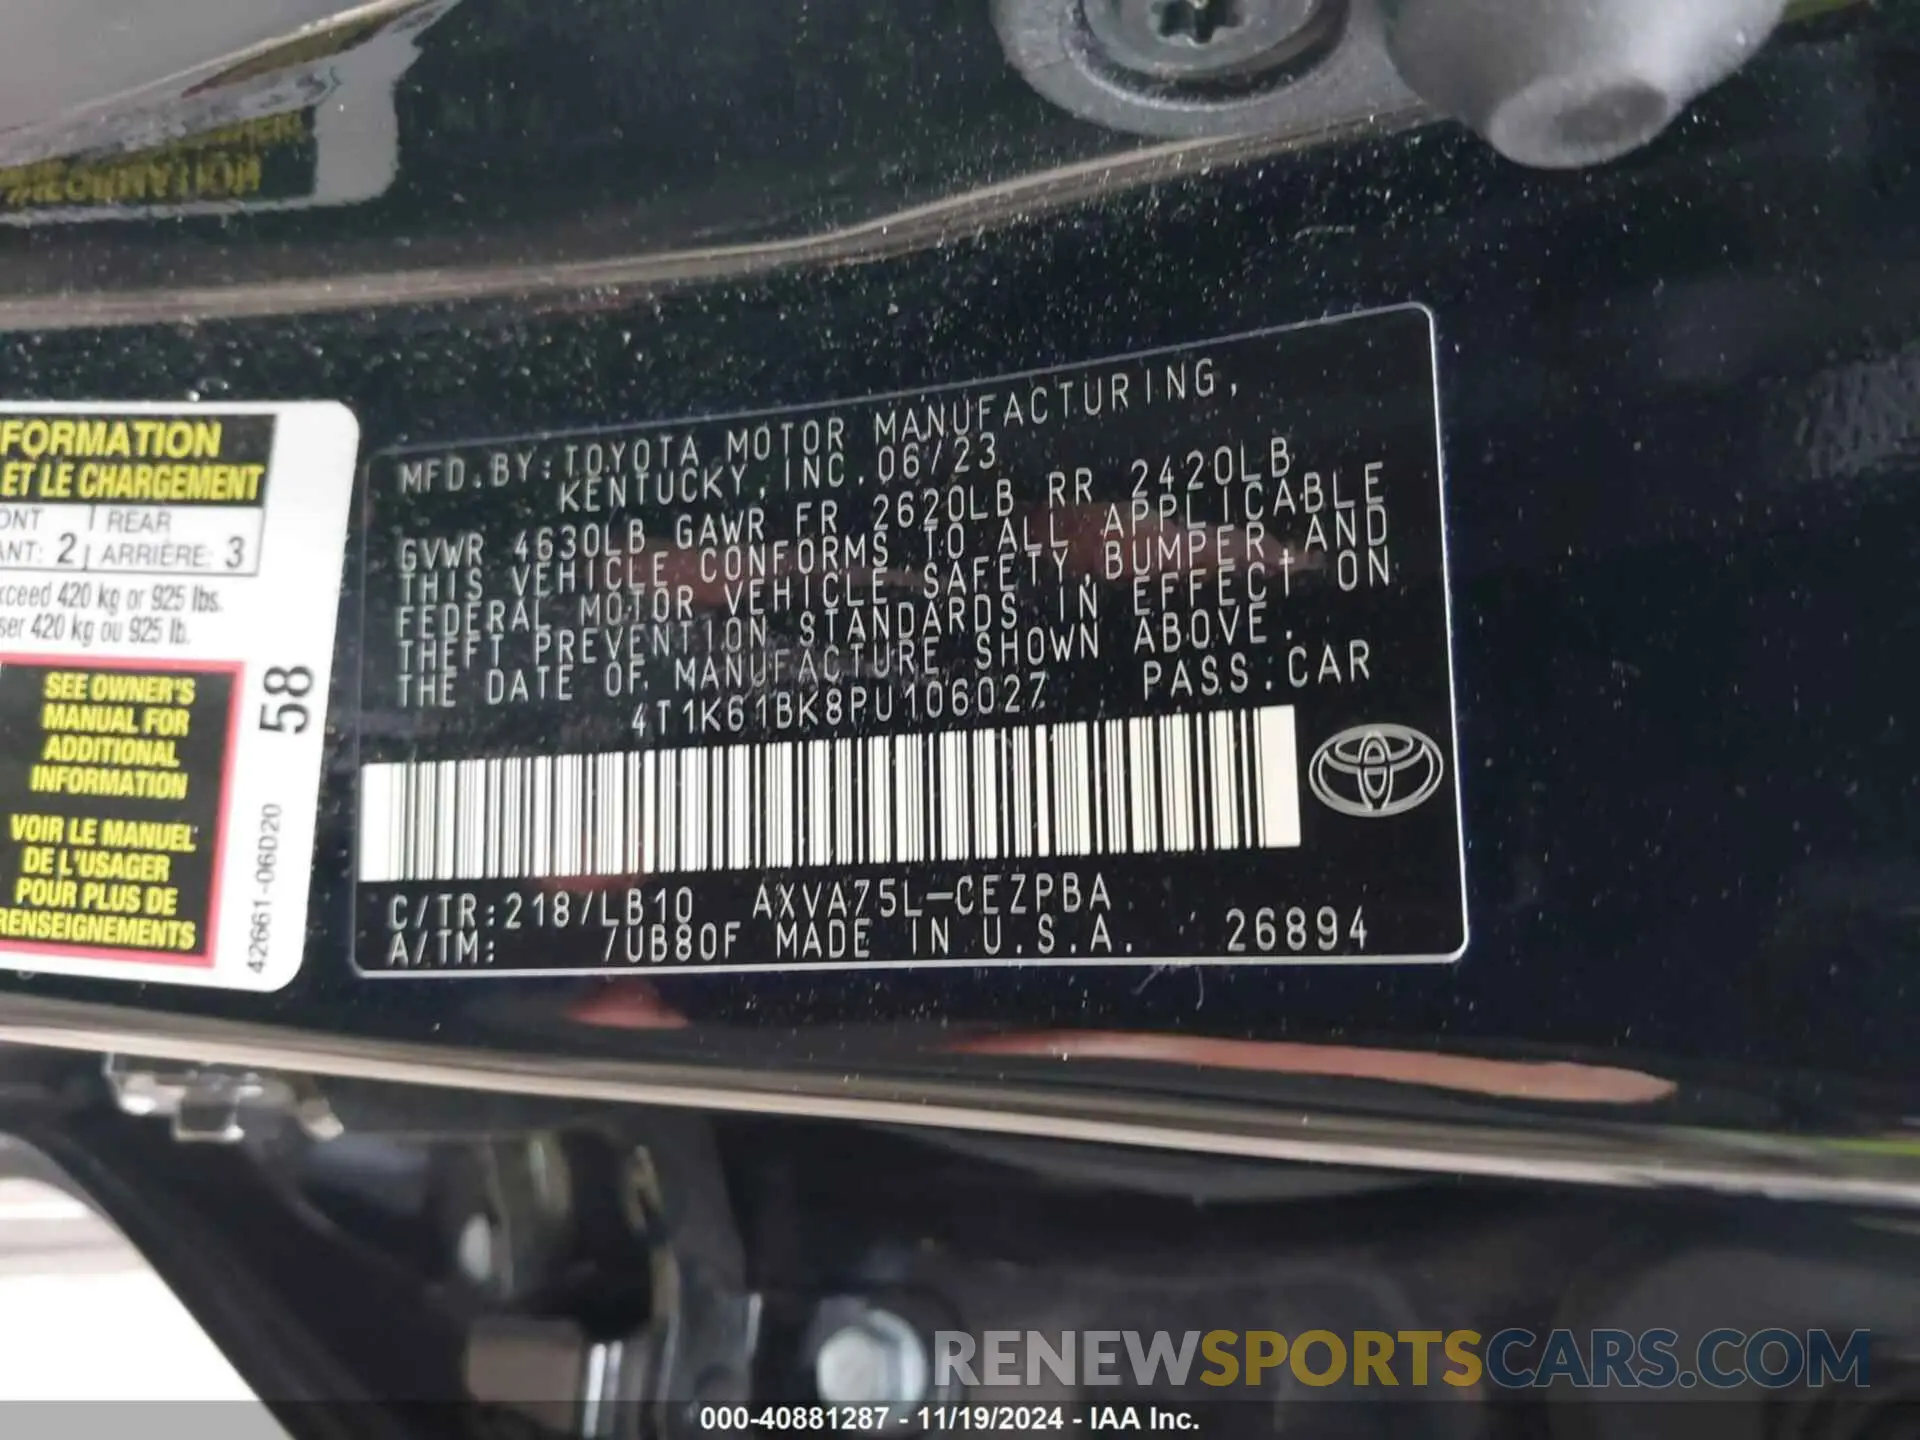 INFORMATION
NFORMATION
ET LE CHARGEMENT
ONT REAR
ANT: 2 ARRIÈRE: 3
xceed 420 kg or 925 lbs.
ser 420 kg ou 925 lb.
SEE OWNER'S
MANUAL FOR
ADDITIONAL
INFORMATION
VOIR LE MANUEL
DE L'USAGER
POUR PLUS DE
RENSEIGNEMENTS
58
42661-06D20
MFD.BY:TOYOTA MOTOR MANUFACTURING,
KENTUCKY, INC. 06/23
GVWR 4630LB GAWR FR 2620LB RR 2420LB
THIS VEHICLE CONFORMS TO ALL APPLICABLE
FEDERAL MOTOR VEHICLE SAFETY,BUMPER,AND
THEFT PREVENTION STANDARDS IN EFFECT ON
THE DATE OF MANUFACTURE SHOWN ABOVE.
4T1K61BK8PU106027 PASS.CAR
C/TR:218/LB10 AXVA75L-CEZPBA
A/TM: /UB80F MADE IN U.S.A. 26894
RENEWSPORTSCARS.COM
000-40881287 - 11/19/2024 - IAA Inc.